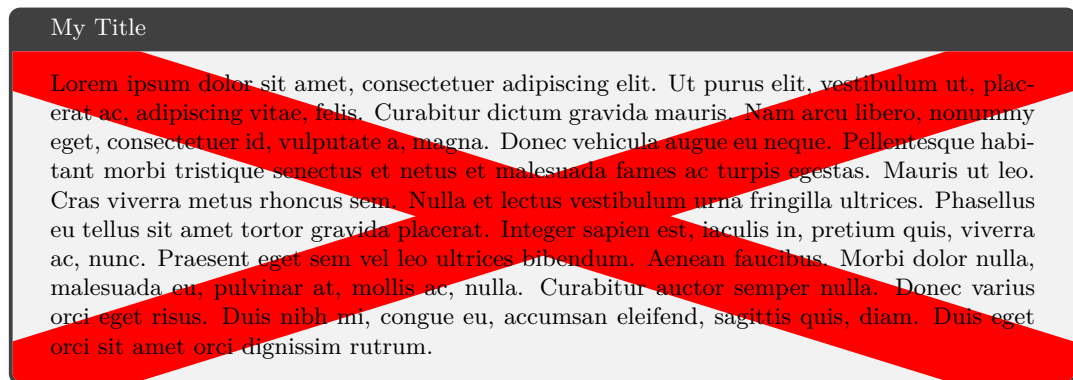 My Title
Lorem ipsum dolor sit amet, consectetuer adipiscing elit. Ut purus elit, vestibulum ut, plac-
erat ac, adipiscing vitae, felis. Curabitur dictum gravida mauris. Nam arcu libero, nonummy
eget, consectetuer id, vulputate a, magna. Donec vehicula augue eu neque. Pellentesque habi-
tant morbi tristique senectus et netus et malesuada fames ac turpis egestas. Mauris ut leo.
Cras viverra metus rhoncus sem. Nulla et lectus vestibulum urna fringilla ultrices. Phasellus
eu tellus sit amet tortor gravida placerat. Integer sapien est, iaculis in, pretium quis, viverra
ac, nunc. Praesent eget sem vel leo ultrices bibendum. Aenean faucibus. Morbi dolor nulla,
malesuada eu, pulvinar at, mollis ac, nulla. Curabitur auctor semper nulla. Donec varius
orci eget risus. Duis nibh mi, congue eu, accumsan eleifend, sagittis quis, diam. Duis eget
orci sit amet orci dignissim rutrum.